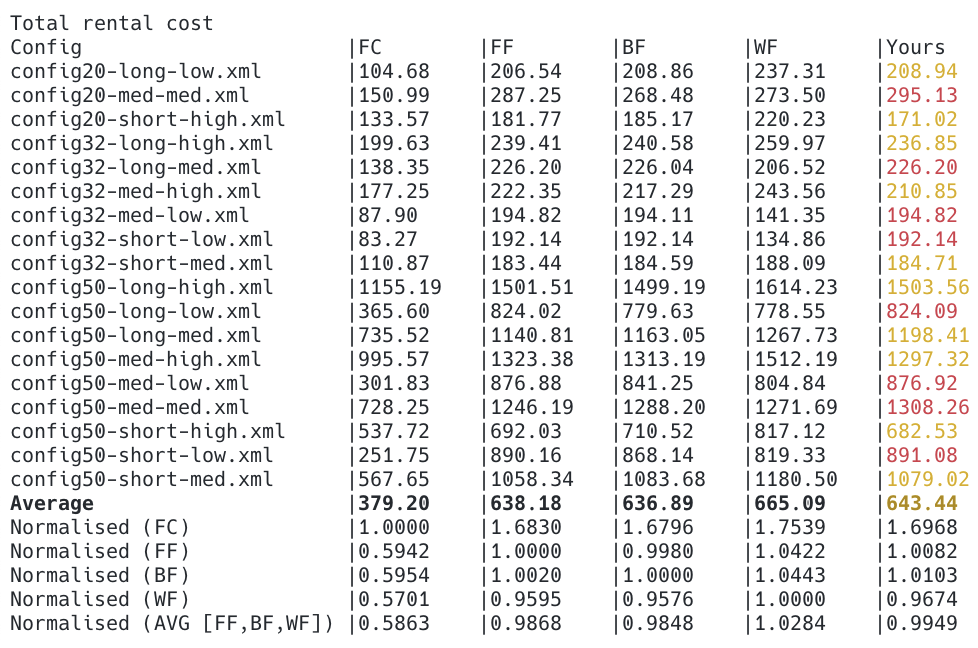 Total rental cost
Config |FC |FF |BF |WF |Yours
config20-long-low.xml |104.68 |206.54 |208.86 |237.31 |208.94
config20-med-med.xml |150.99 |287.25 |268.48 |273.50 |295.13
config20-short-high.xml |133.57 |181.77 |185.17 |220.23 |171.02
config32-long-high.xml |199.63 |239.41 |240.58 |259.97 |236.85
config32-long-med.xml |138.35 |226.20 |226.04 |206.52 |226.20
config32-med-high.xml |177.25 |222.35 |217.29 |243.56 |210.85
config32-med-low.xml |87.90 |194.82 |194.11 |141.35 |194.82
config32-short-low.xml |83.27 |192.14 |192.14 |134.86 |192.14
config32-short-med.xml |110.87 |183.44 |184.59 |188.09 |184.71
config50-long-high.xml |1155.19 |1501.51 |1499.19 |1614.23 |1503.56
config50-long-low.xml |365.60 |824.02 |779.63 |778.55 |824.09
config50-long-med.xml |735.52 |1140.81 |1163.05 |1267.73 |1198.41
config50-med-high.xml |995.57 |1323.38 |1313.19 |1512.19 |1297.32
config50-med-low.xml |301.83 |876.88 |841.25 |804.84 |876.92
config50-med-med.xml |728.25 |1246.19 |1288.20 |1271.69 |1308.26
config50-short-high.xml |537.72 |692.03 |710.52 |817.12 |682.53
config50-short-low.xml |251.75 |890.16 |868.14 |819.33 |891.08
config50-short-med.xml |567.65 |1058.34 |1083.68 |1180.50 |1079.02
Average |379.20 |638.18 |636.89 |665.09 |643.44
Normalised (FC) |1.0000 |1.6830 |1.6796 |1.7539 |1.6968
Normalised (FF) |0.5942 |1.0000 |0.9980 |1.0422 |1.0082
Normalised (BF) |0.5954 |1.0020 |1.0000 |1.0443 |1.0103
Normalised (WF) |0.5701 |0.9595 |0.9576 |1.0000 |0.9674
Normalised (AVG [FF,BF,WF]) |0.5863 |0.9868 |0.9848 |1.0284 |0.9949